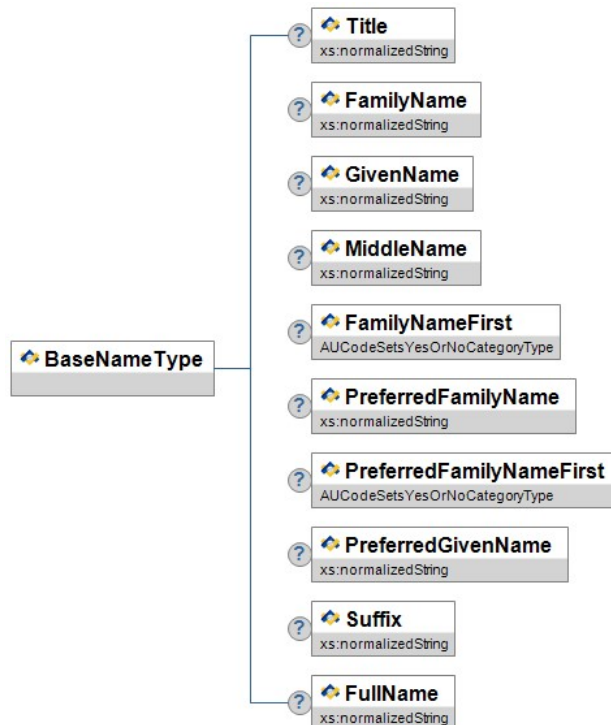 ? Title
xs:normalizedString
? FamilyName
xs:normalizedString
? GivenName
xs:normalizedString
? MiddleName
xs:normalizedString
? FamilyNameFirst
AUCodeSetsYesOrNoCategoryType
BaseNameType
? PreferredFamilyName
xs:normalizedString
? PreferredFamilyNameFirst
AUCodeSetsYesOrNoCategoryType
? PreferredGivenName
xs:normalizedString
? Suffix
xs:normalizedString
? FullName
xs:normalizedString